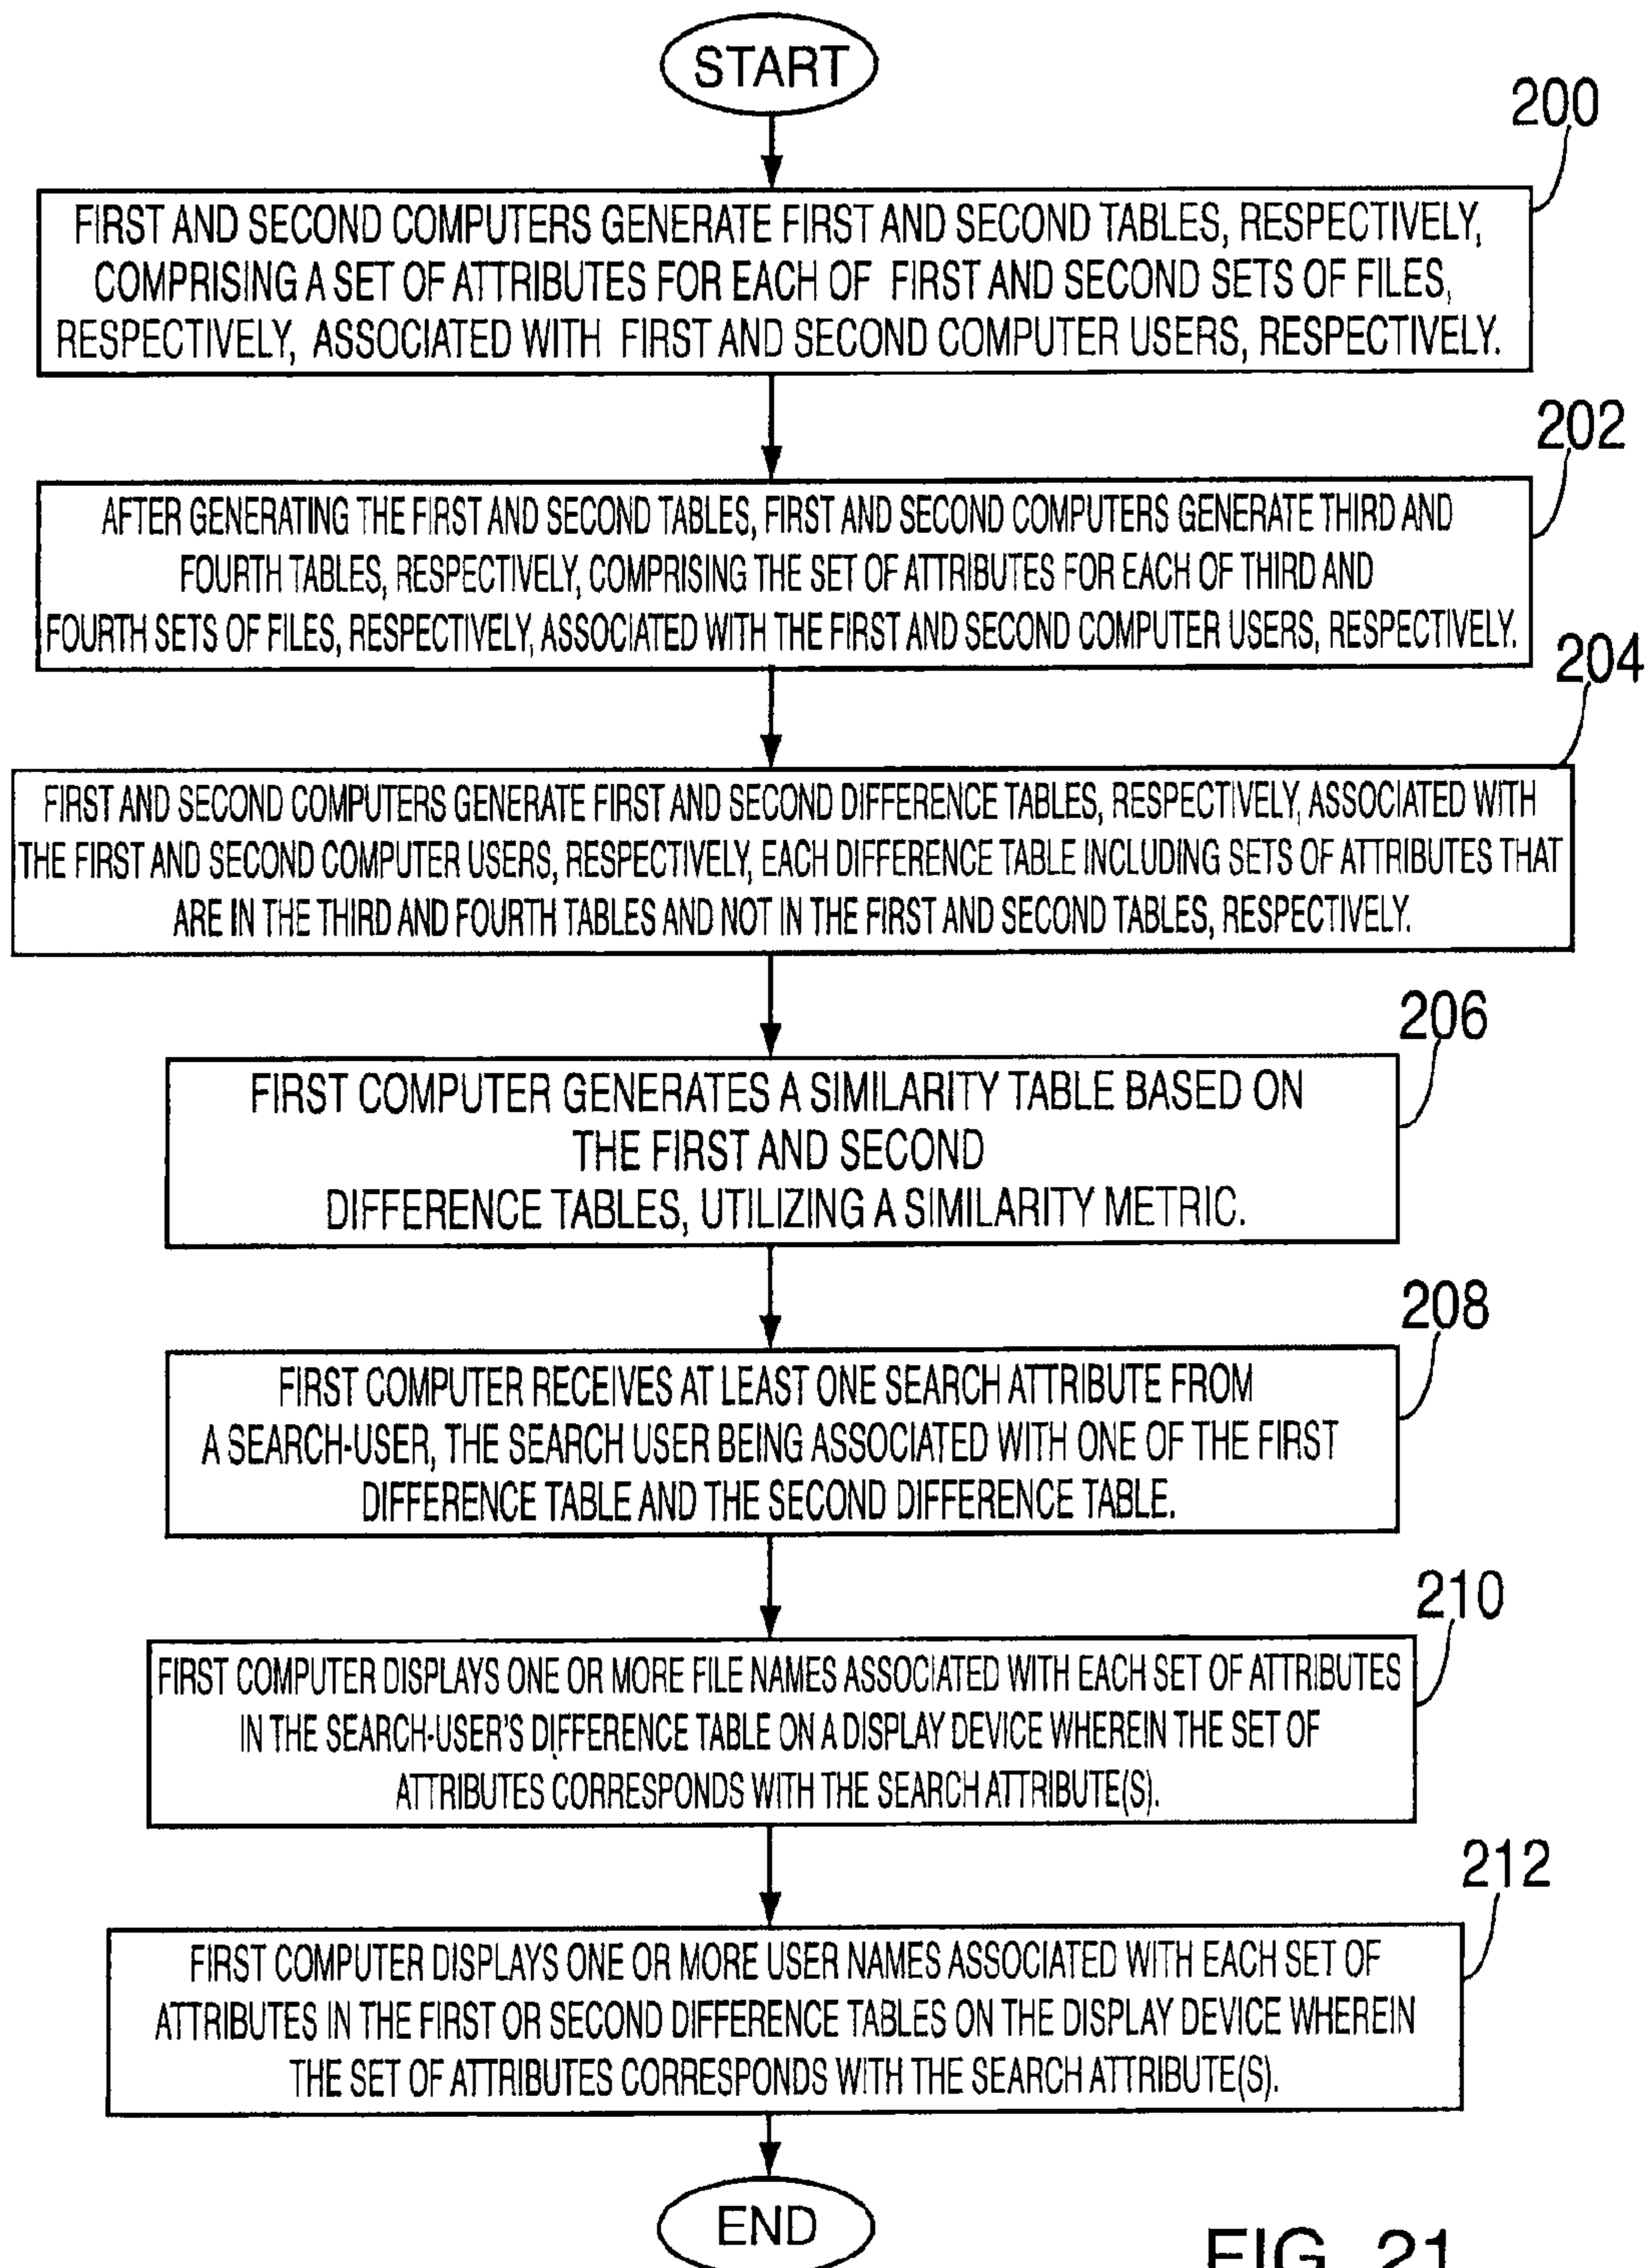 START
200
FIRST AND SECOND COMPUTERS GENERATE FIRST AND SECOND TABLES, RESPECTIVELY,
COMPRISING A SET OF ATTRIBUTES FOR EACH OF FIRST AND SECOND SETS OF FILES,
RESPECTIVELY, ASSOCIATED WITH FIRST AND SECOND COMPUTER USERS, RESPECTIVELY.
202
AFTER GENERATING THE FIRST AND SECOND TABLES, FIRST AND SECOND COMPUTERS GENERATE THIRD AND
FOURTH TABLES, RESPECTIVELY, COMPRISING THE SET OF ATTRIBUTES FOR EACH OF THIRD AND
FOURTH SETS OF FILES, RESPECTIVELY, ASSOCIATED WITH THE FIRST AND SECOND COMPUTER USERS, RESPECTIVELY.
204
FIRST AND SECOND COMPUTERS GENERATE FIRST AND SECOND DIFFERENCE TABLES, RESPECTIVELY, ASSOCIATED WITH
THE FIRST AND SECOND COMPUTER USERS, RESPECTIVELY, EACH DIFFERENCE TABLE INCLUDING SETS OF ATTRIBUTES THAT
ARE IN THE THIRD AND FOURTH TABLES AND NOT IN THE FIRST AND SECOND TABLES, RESPECTIVELY.
206
FIRST COMPUTER GENERATES A SIMILARITY TABLE BASED ON
THE FIRST AND SECOND
DIFFERENCE TABLES, UTILIZING A SIMILARITY METRIC.
208
FIRST COMPUTER RECEIVES AT LEAST ONE SEARCH ATTRIBUTE FROM
A SEARCH-USER, THE SEARCH USER BEING ASSOCIATED WITH ONE OF THE FIRST
DIFFERENCE TABLE AND THE SECOND DIFFERENCE TABLE.
210
FIRST COMPUTER DISPLAYS ONE OR MORE FILE NAMES ASSOCIATED WITH EACH SET OF ATTRIBUTES
IN THE SEARCH-USER'S DIFFERENCE TABLE ON A DISPLAY DEVICE WHEREIN THE SET OF
ATTRIBUTES CORRESPONDS WITH THE SEARCH ATTRIBUTE(S).
212
FIRST COMPUTER DISPLAYS ONE OR MORE USER NAMES ASSOCIATED WITH EACH SET OF
ATTRIBUTES IN THE FIRST OR SECOND DIFFERENCE TABLES ON THE DISPLAY DEVICE WHEREIN
THE SET OF ATTRIBUTES CORRESPONDS WITH THE SEARCH ATTRIBUTE(S).
END
FIG. 21